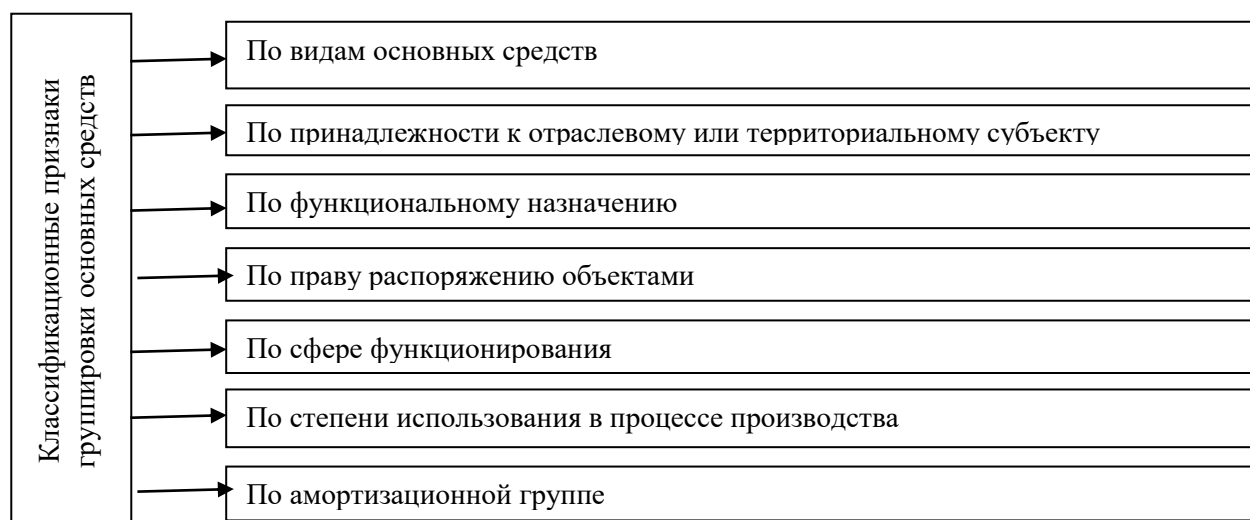 Классификационные признаки
группировки основных средств
По видам основных средств
По принадлежности к отраслевому или территориальному субъекту
По функциональному назначению
По праву распоряжению объектами
По сфере функционирования
По степени использования в процессе производства
По амортизационной группе